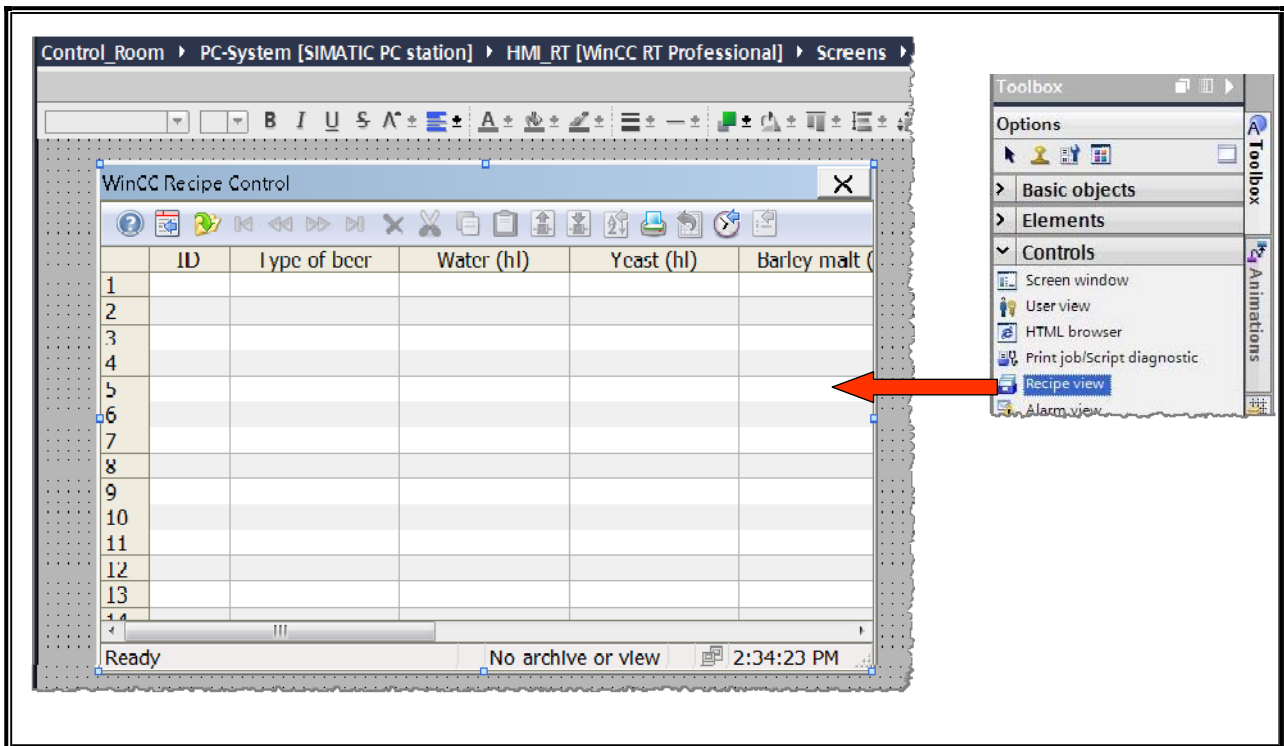 Control_Room ▸ PC-System [SIMATIC PC station] ▸ HMI_RT [WinCC RT Professional] ▸ Screens ▸
B I U S A
WinCC Recipe Control
ID Type of beer Water (hl) Yeast (hl) Barley malt (
1
2
3
4
5
6
7
8
9
10
11
12
13
14
Ready No archive or view 2:34:23 PM
Toolbox
Options
Basic objects
Elements
Controls
Screen window
User view
HTML browser
Print job/Script diagnostic
Recipe view
Alarm view
Toolbox
Animations